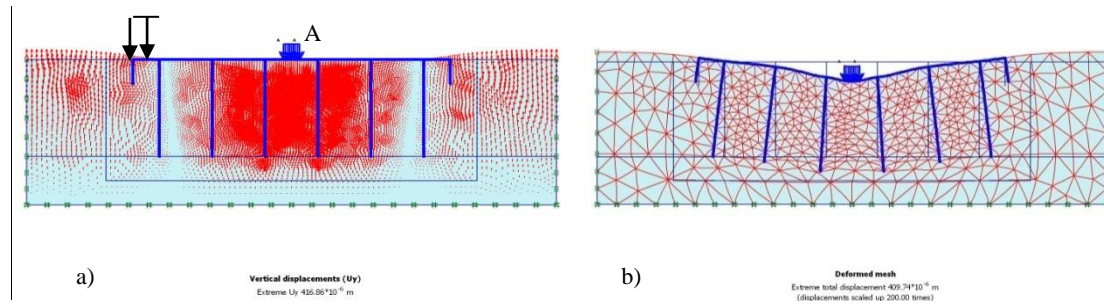 A
a)
Vertical displacements (Uy)
Extreme Uy 416.86*10-6 m
b)
Deformed mesh
Extreme total displacement 409.74*10-6 m
(displacements scaled up 200.00 times)